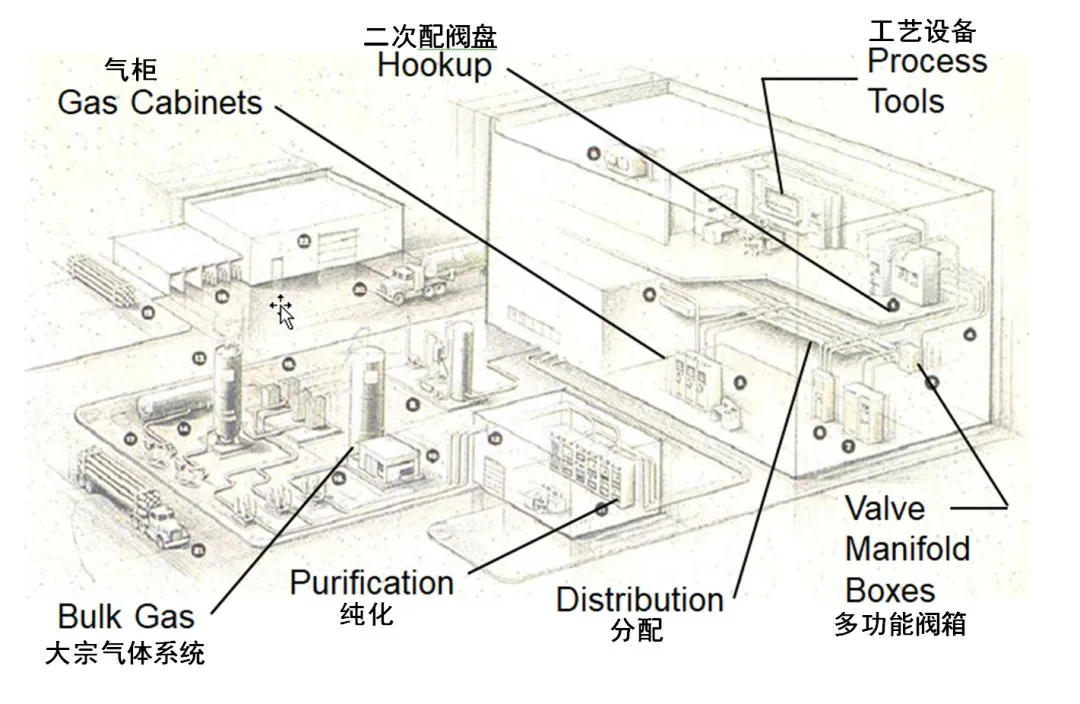 二次配阀盘
Hookup
工艺设备
Process
Tools
气柜
Gas Cabinets
Valve
Manifold
Boxes
多功能阀箱
Purification
纯化
Distribution
分配
Bulk Gas
大宗气体系统